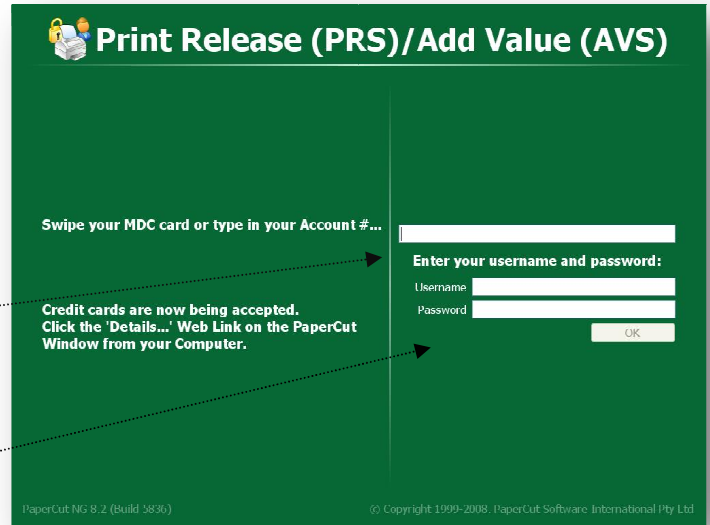 Print Release (PRS)/Add Value (AVS)
Swipe your MDC card or type in your Account #...
Enter your username and password:
Username
Password
OK
Credit cards are now being accepted.
Click the 'Details...' Web Link on the PaperCut
Window from your Computer.
PaperCut NG 8.2 (Build 5836)
© Copyright 1999-2008. PaperCut Software International Pty Ltd